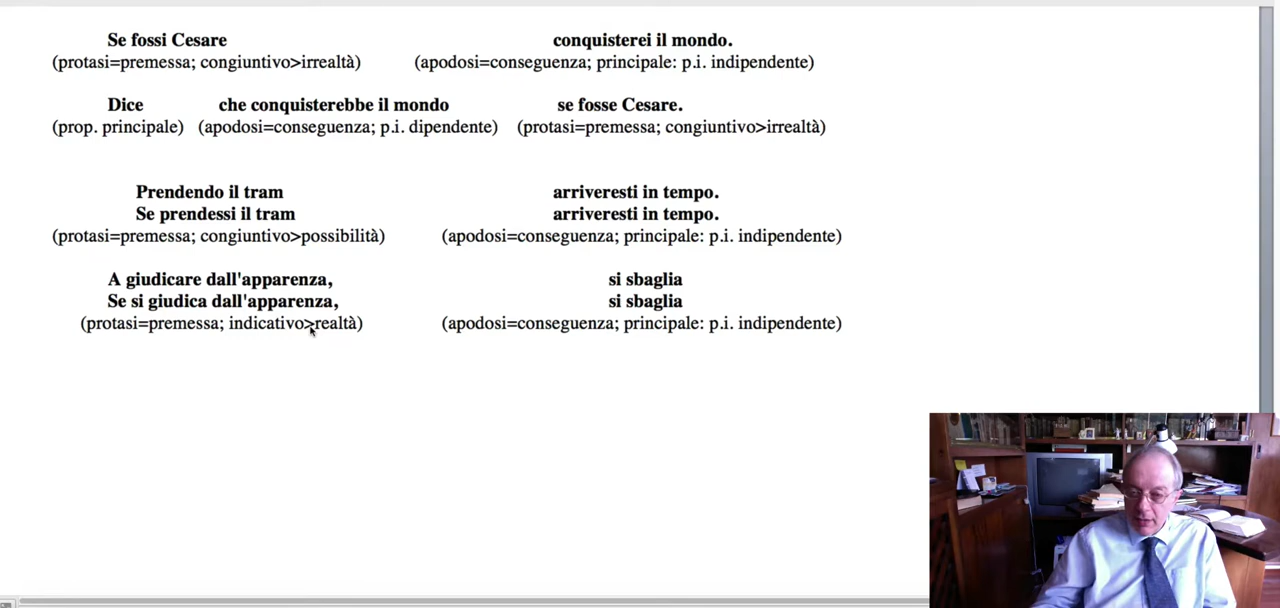 Se fossi Cesare conquisterei il mondo.
(protasi=premessa; congiuntivo>irrealtà) (apodosi=conseguenza; principale: p.i. indipendente)
Dice che conquisterebbe il mondo se fosse Cesare.
(prop. principale) (apodosi=conseguenza; p.i. dipendente) (protasi=premessa; congiuntivo>irrealtà)
Prendendo il tram arriveresti in tempo.
Se prendessi il tram arriveresti in tempo.
(protasi=premessa; congiuntivo>possibilità) (apodosi=conseguenza; principale: p.i. indipendente)
A giudicare dall'apparenza, si sbaglia
Se si giudica dall'apparenza, si sbaglia
(protasi=premessa; indicativo>realtà) (apodosi=conseguenza; principale: p.i. indipendente)